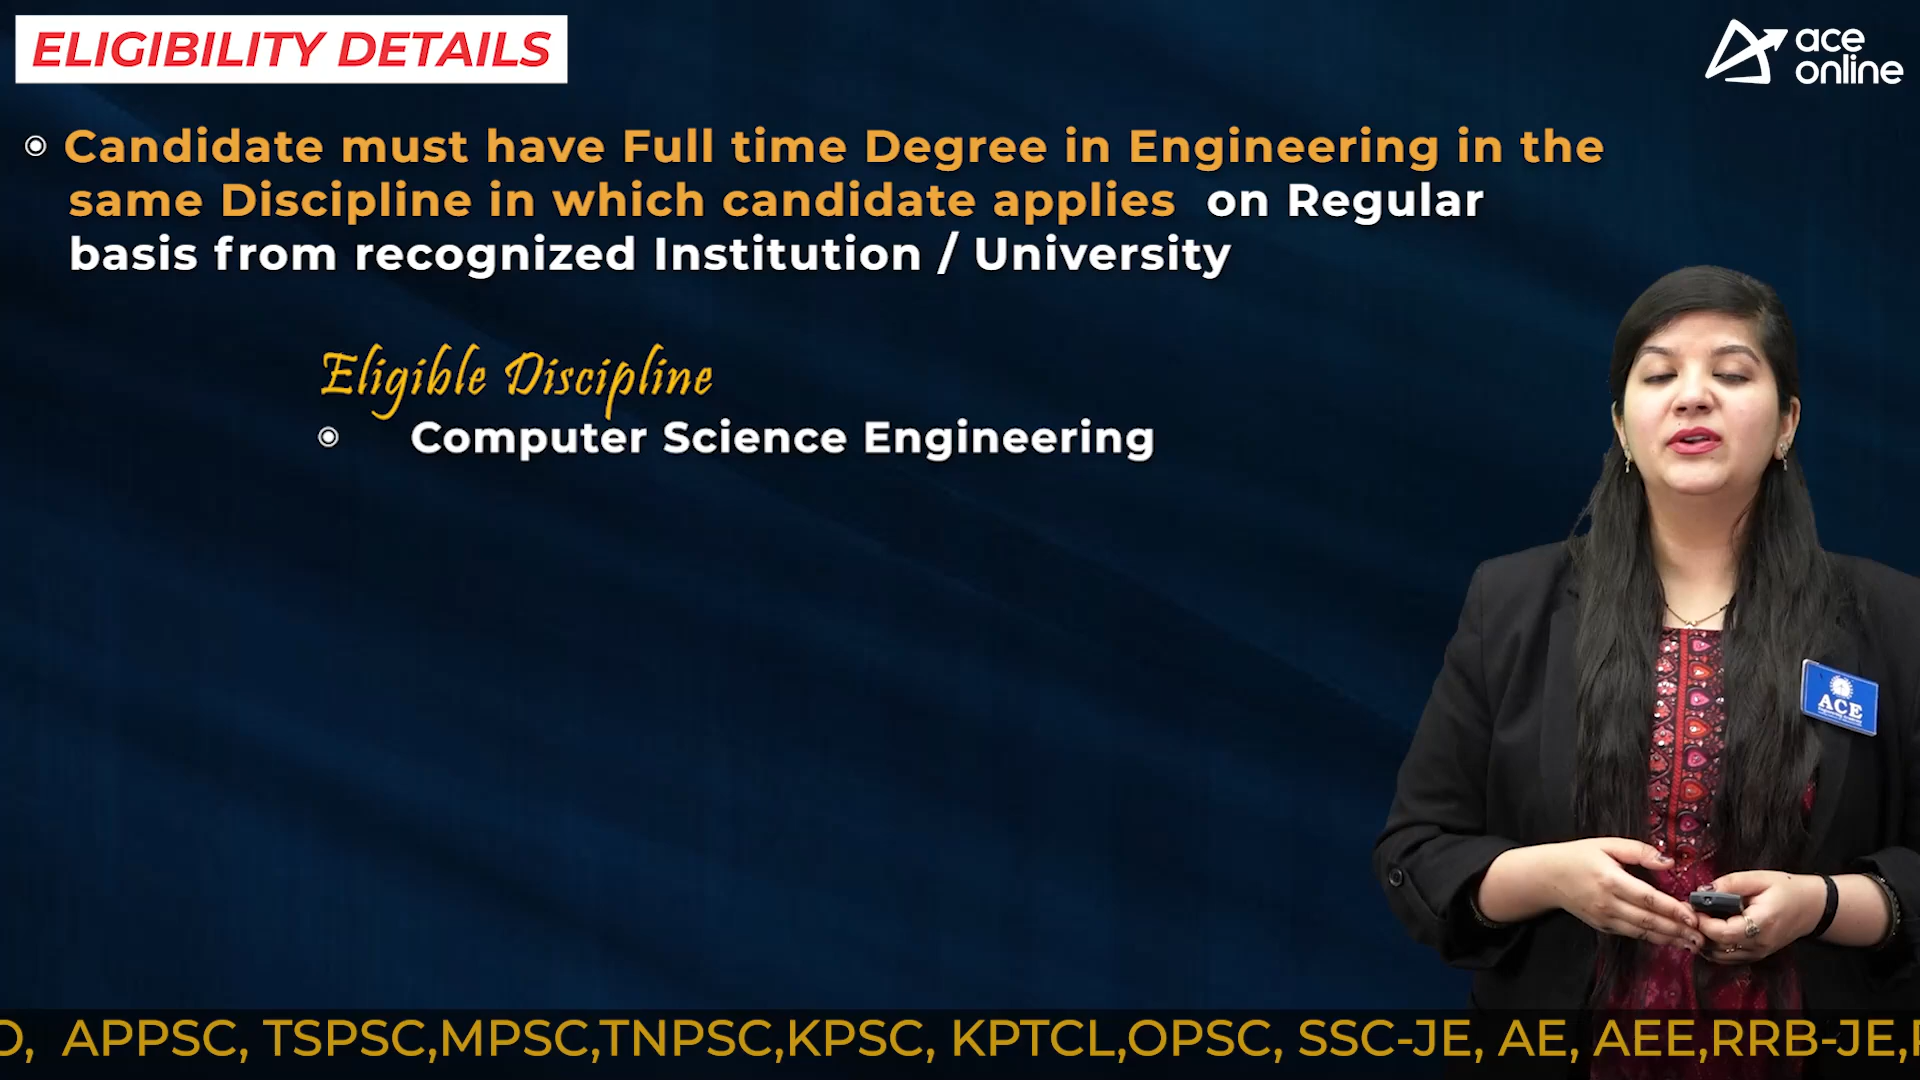 ELIGIBILITY DETAILS
ace
online
Candidate must have Full time Degree in Engineering in the
same Discipline in which candidate applies on Regular
basis from recognized Institution / University
Eligible Discipline
Computer Science Engineering
ACE
O, APPSC, TSPSC,MPSC,TNPSC,KPSC, KPTCL,OPSC, SSC-JE, AE, AEE,RRB-JE,